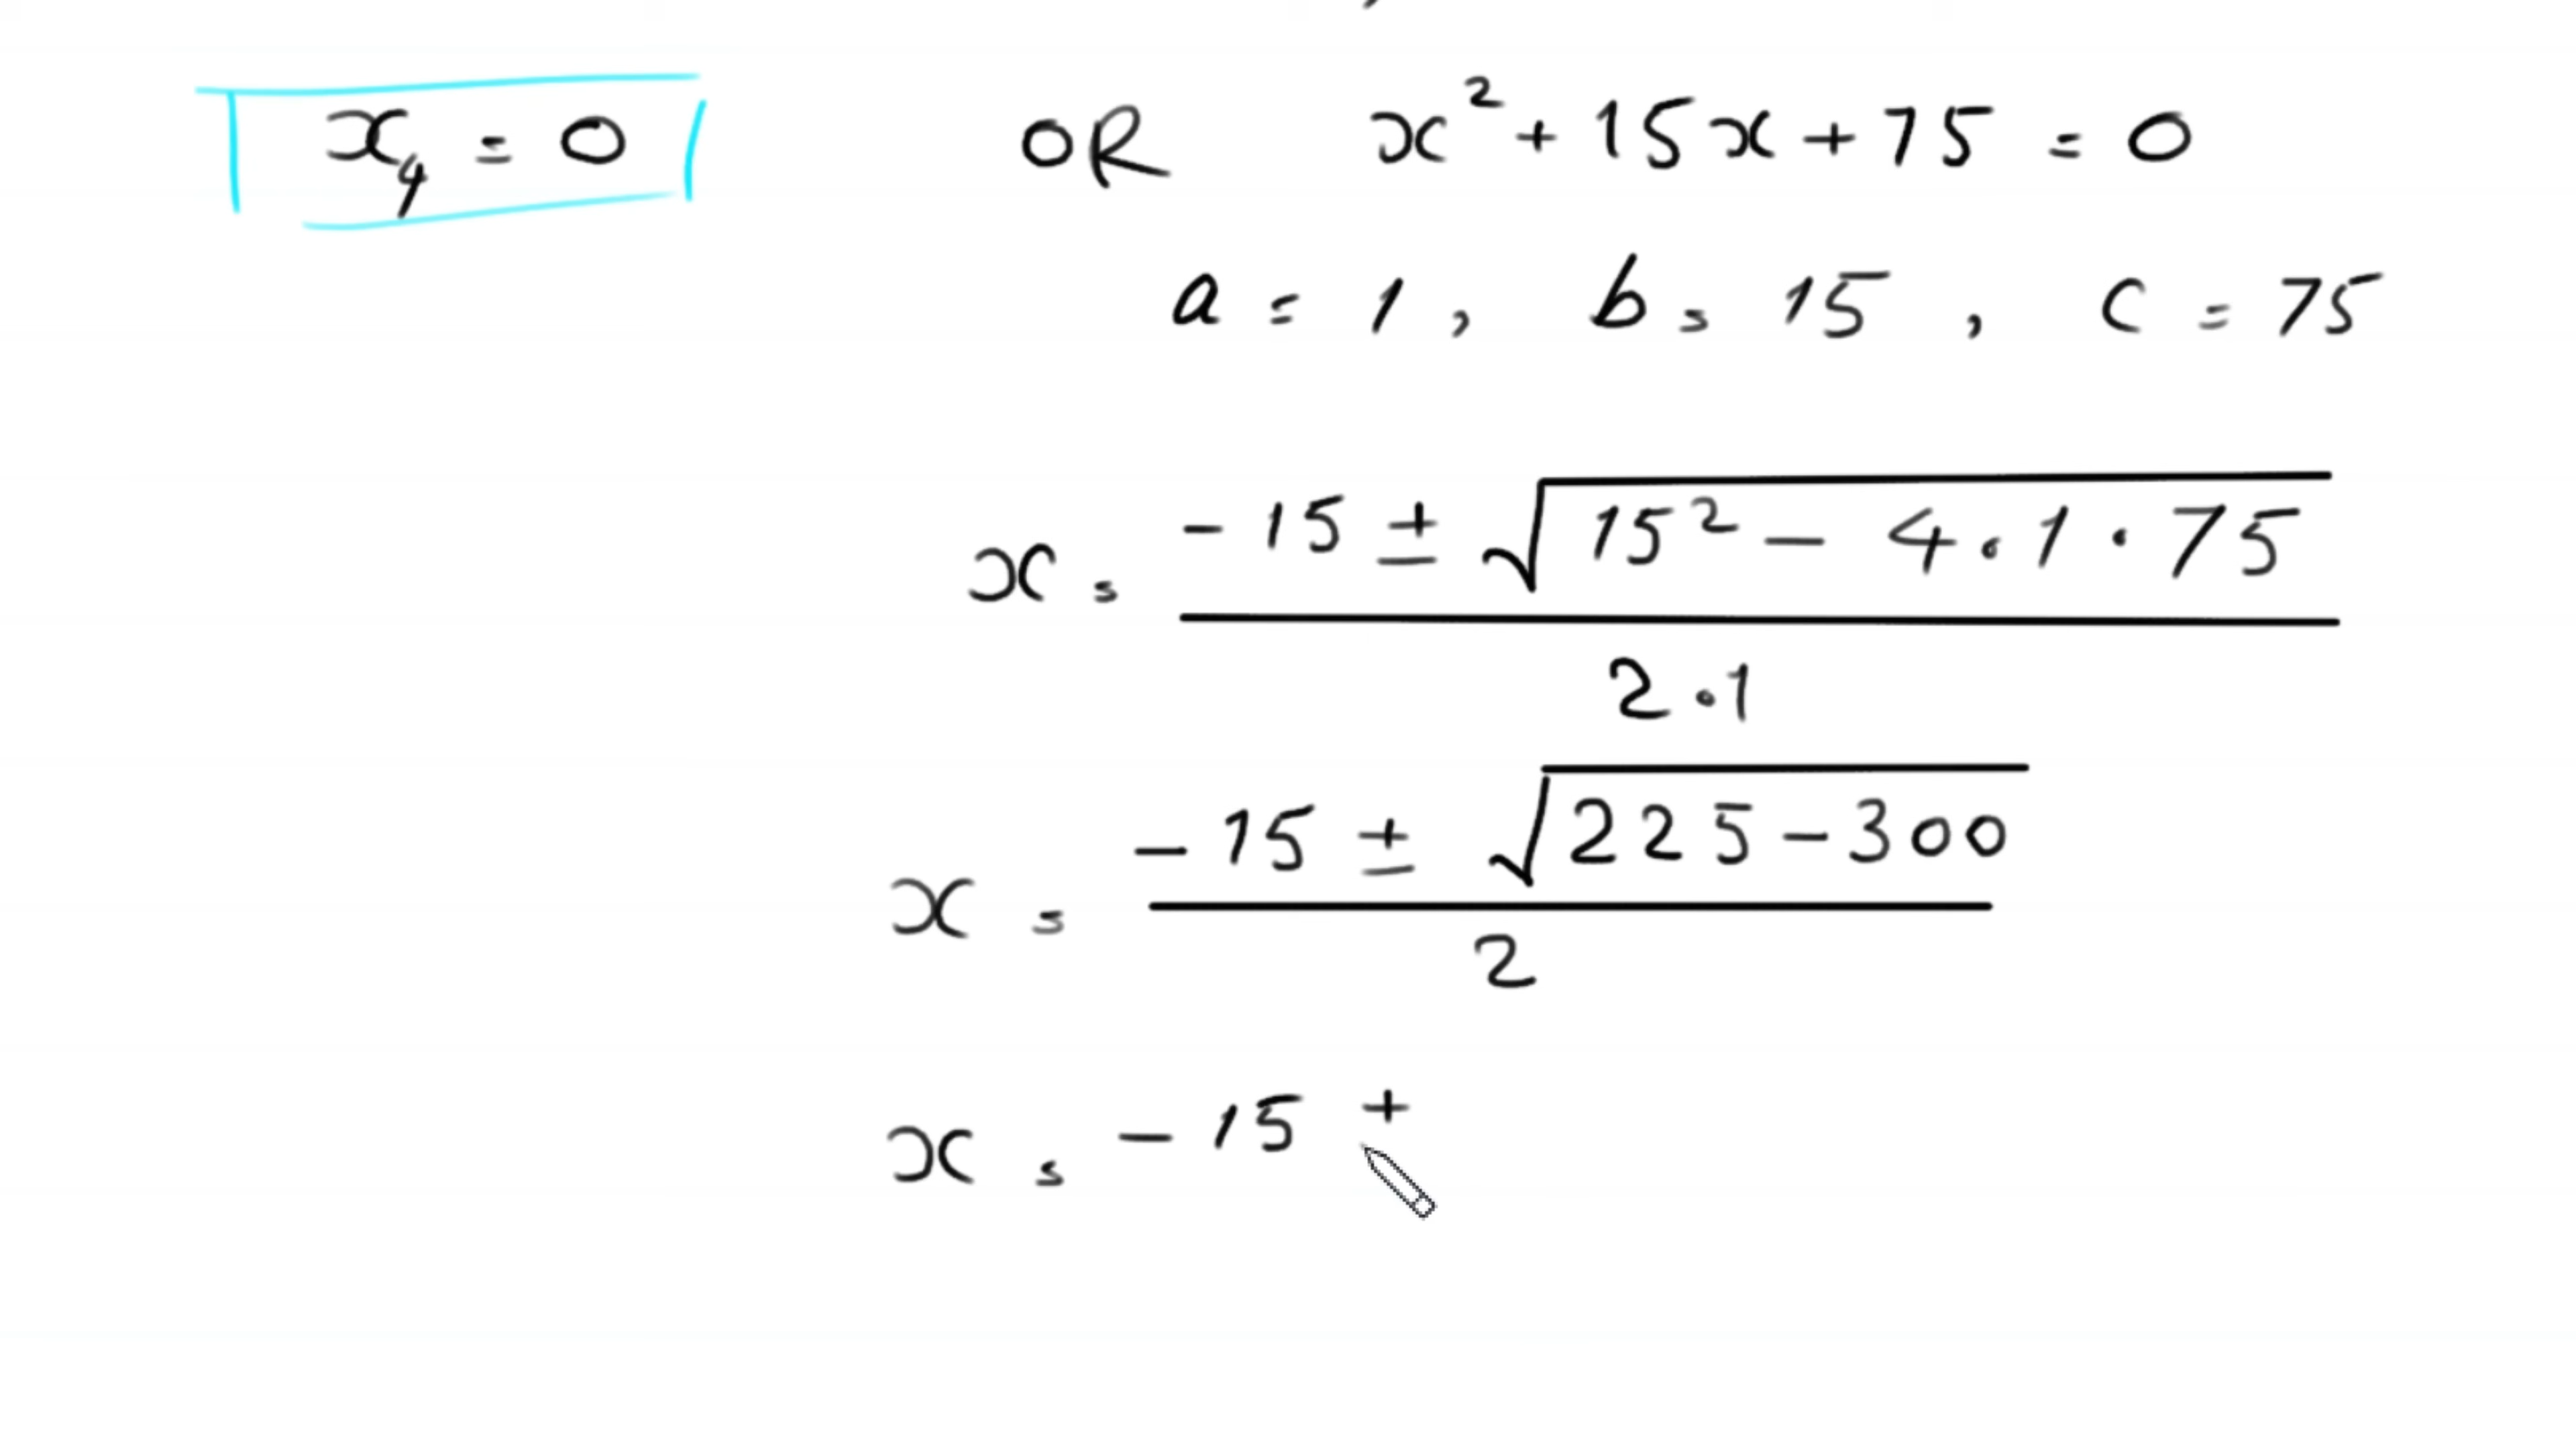 x₄ = 0 OR x² + 15x + 75 = 0
a = 1 , b = 15 , c = 75
x = (-15 ± √(15² - 4·1·75)) / (2·1)
x = (-15 ± √(225-300)) / 2
x = -15 +